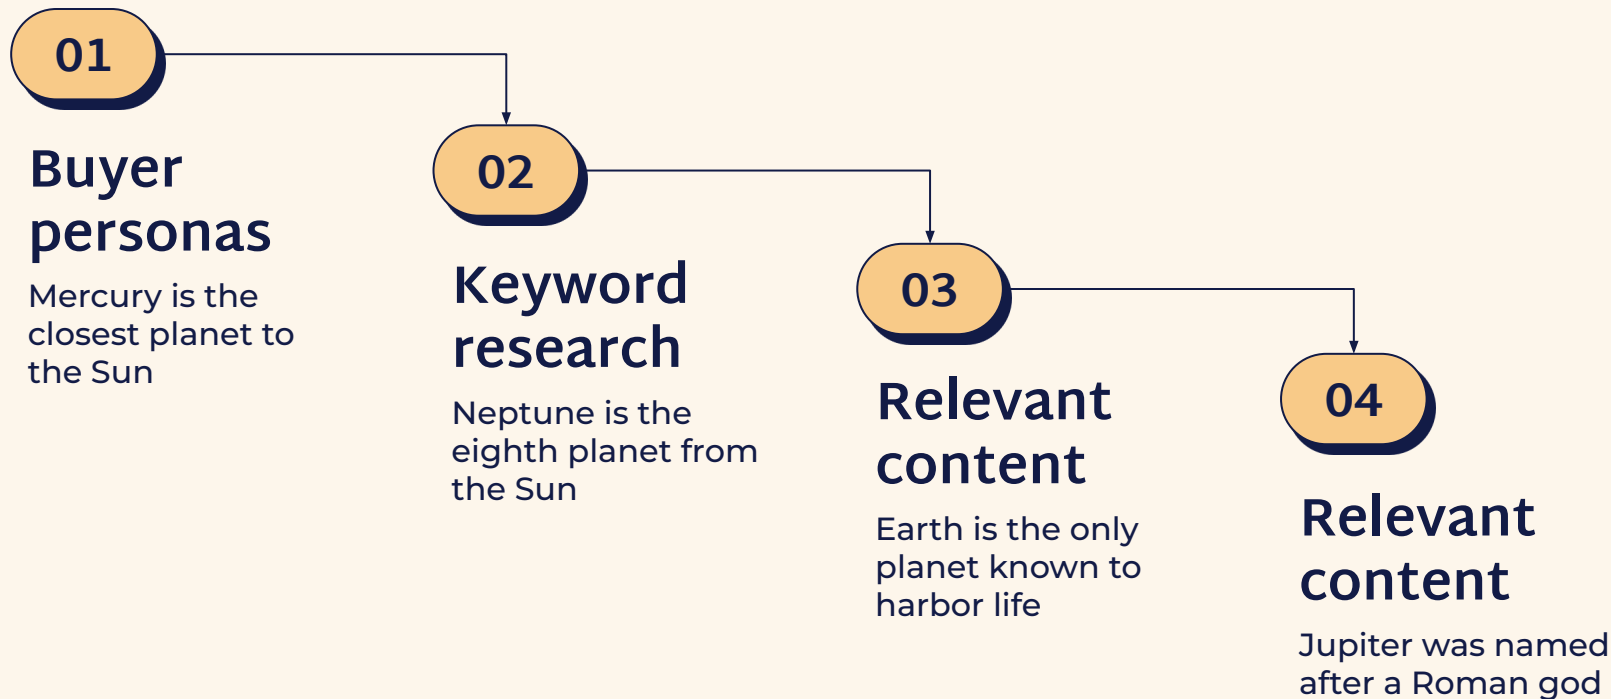 01
Buyer
personas
Mercury is the
closest planet to
the Sun
02
Keyword
research
Neptune is the
eighth planet from
the Sun
03
Relevant
content
Earth is the only
planet known to
harbor life
04
Relevant
content
Jupiter was named
after a Roman god